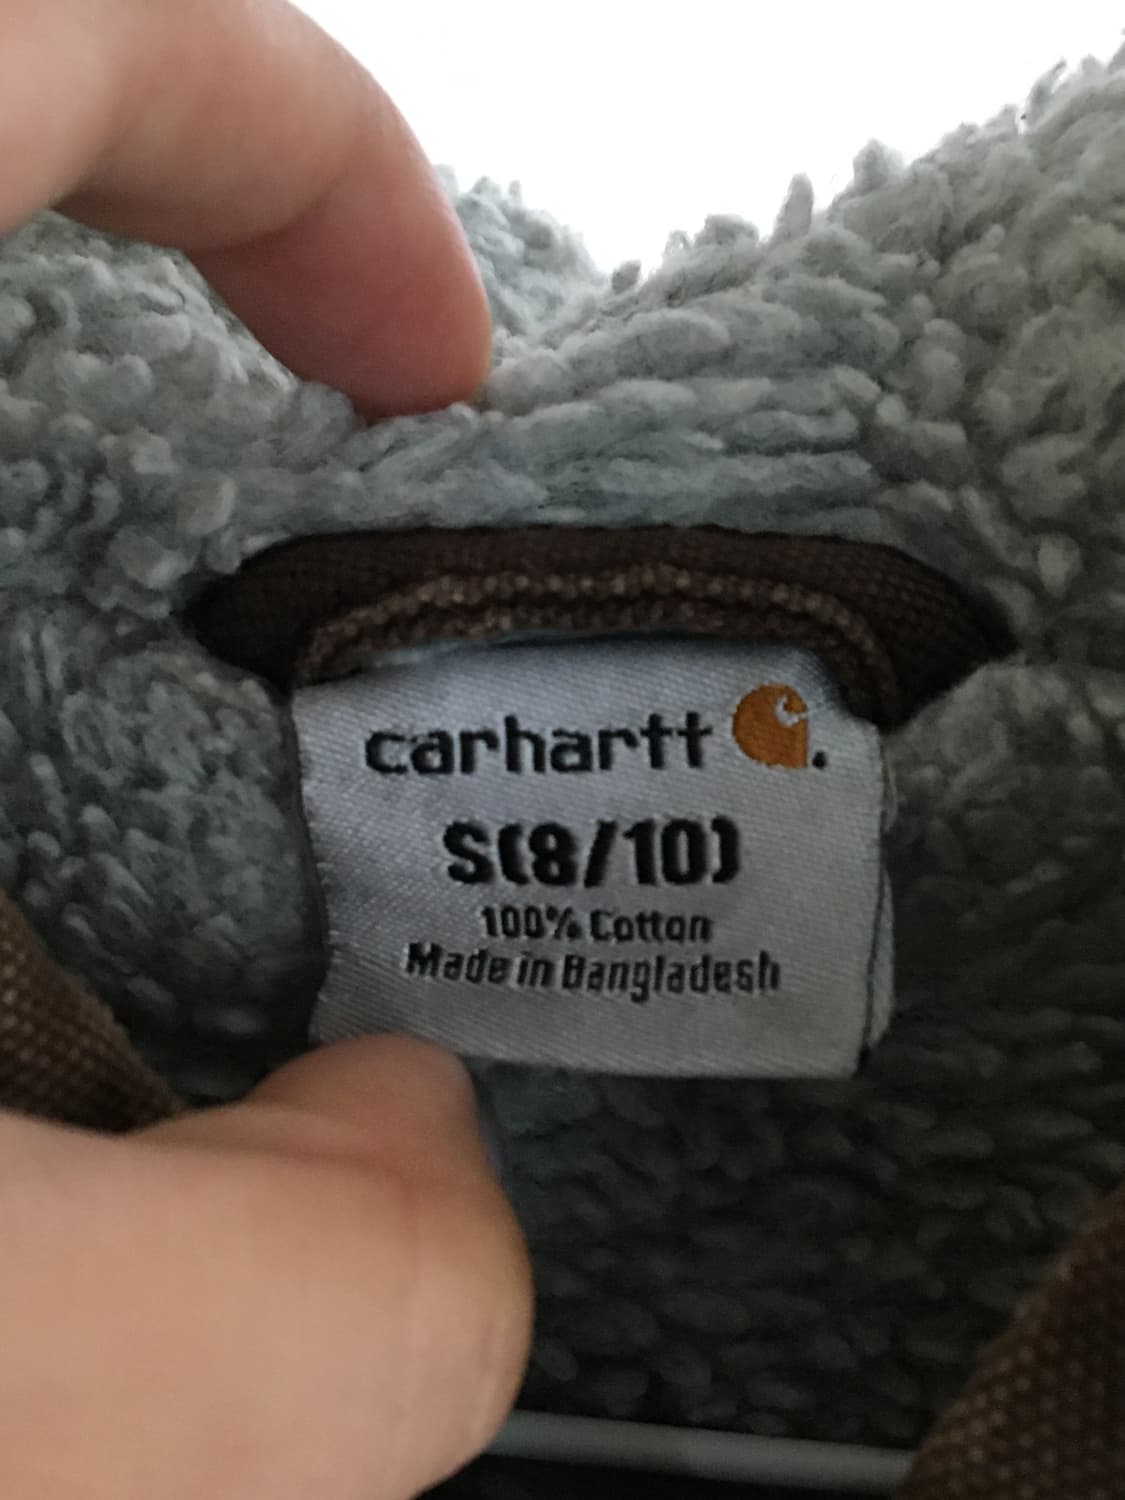 carhartt
S(8/10)
100% Cotton
Made in Bangladesh